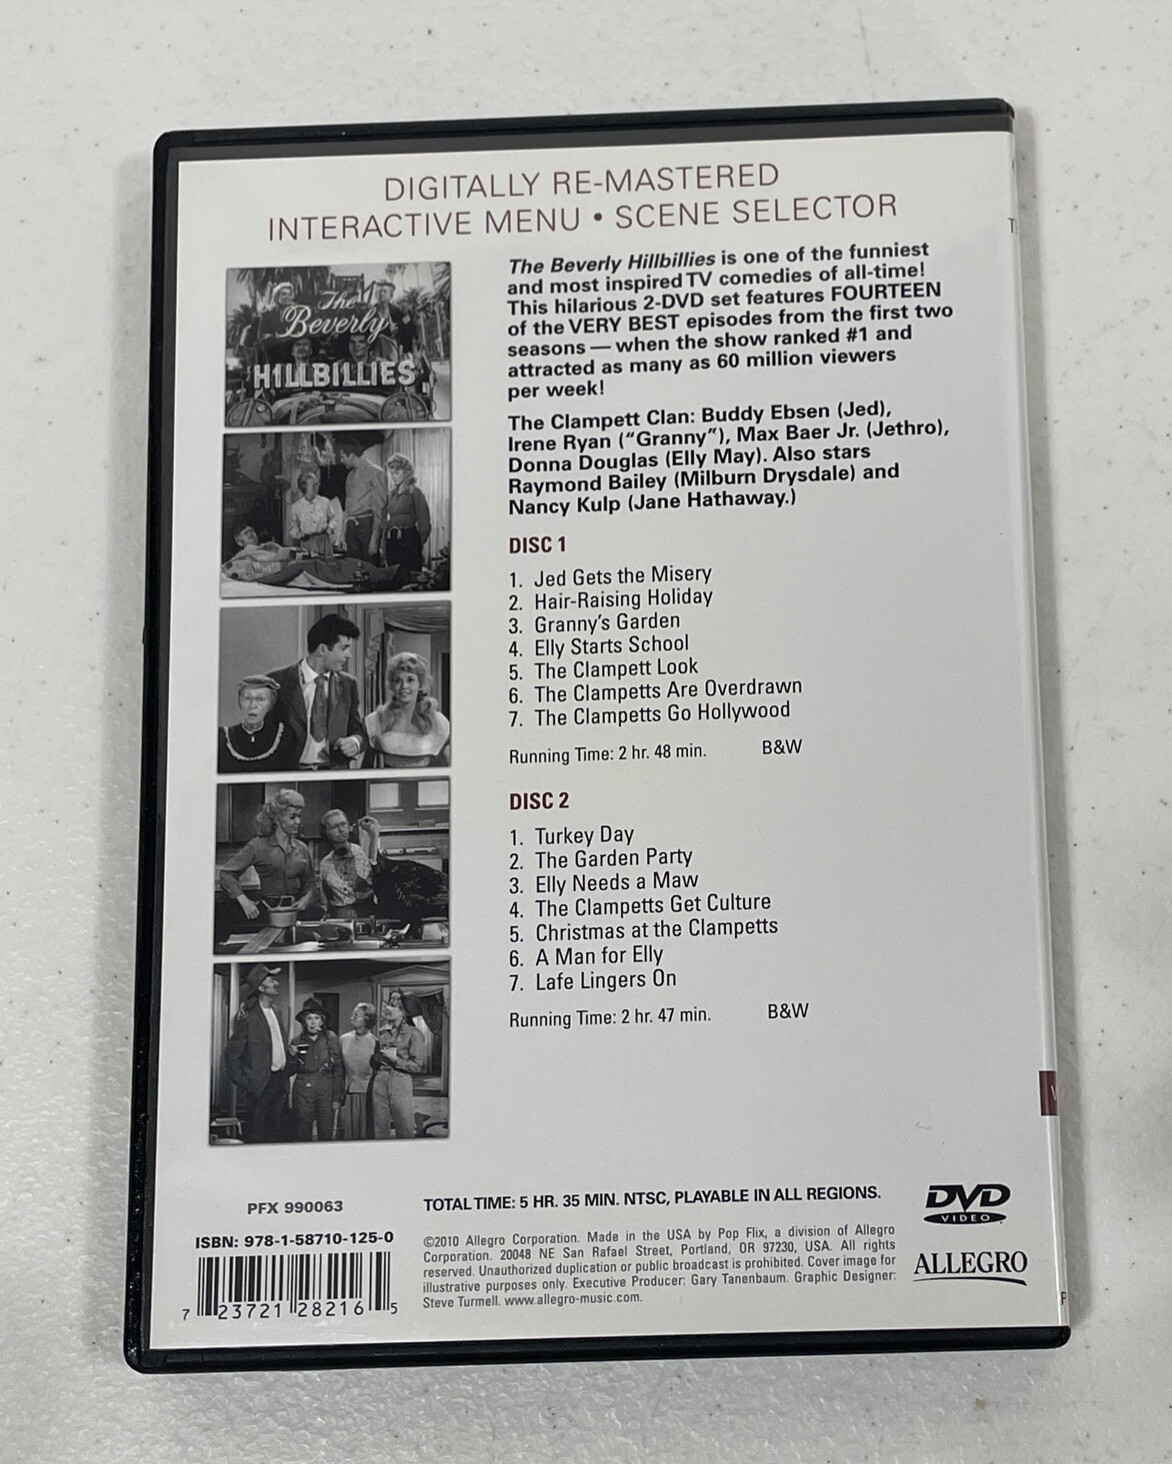 DIGITALLY RE-MASTERED
INTERACTIVE MENU • SCENE SELECTOR
The
Beverly
HILLBILLIES
The Beverly Hillbillies is one of the funniest
and most inspired TV comedies of all-time!
This hilarious 2-DVD set features FOURTEEN
of the VERY BEST episodes from the first two
seasons — when the show ranked #1 and
attracted as many as 60 million viewers
per week!
The Clampett Clan: Buddy Ebsen (Jed),
Irene Ryan (“Granny”), Max Baer Jr. (Jethro),
Donna Douglas (Elly May). Also stars
Raymond Bailey (Milburn Drysdale) and
Nancy Kulp (Jane Hathaway.)
DISC 1
1. Jed Gets the Misery
2. Hair-Raising Holiday
3. Granny’s Garden
4. Elly Starts School
5. The Clampett Look
6. The Clampetts Are Overdrawn
7. The Clampetts Go Hollywood
Running Time: 2 hr. 48 min. B&W
DISC 2
1. Turkey Day
2. The Garden Party
3. Elly Needs a Maw
4. The Clampetts Get Culture
5. Christmas at the Clampetts
6. A Man for Elly
7. Lafe Lingers On
Running Time: 2 hr. 47 min. B&W
PFX 990063
ISBN: 978-1-58710-125-0
7 23721 28216 5
TOTAL TIME: 5 HR. 35 MIN. NTSC, PLAYABLE IN ALL REGIONS.
©2010 Allegro Corporation. Made in the USA by Pop Flix, a division of Allegro
Corporation. 20048 NE San Rafael Street, Portland, OR 97230, USA. All rights
reserved. Unauthorized duplication or public broadcast is prohibited. Cover image for
illustrative purposes only. Executive Producer: Gary Tanenbaum. Graphic Designer:
Steve Turmell. www.allegro-music.com.
DVD
VIDEO
ALLEGRO